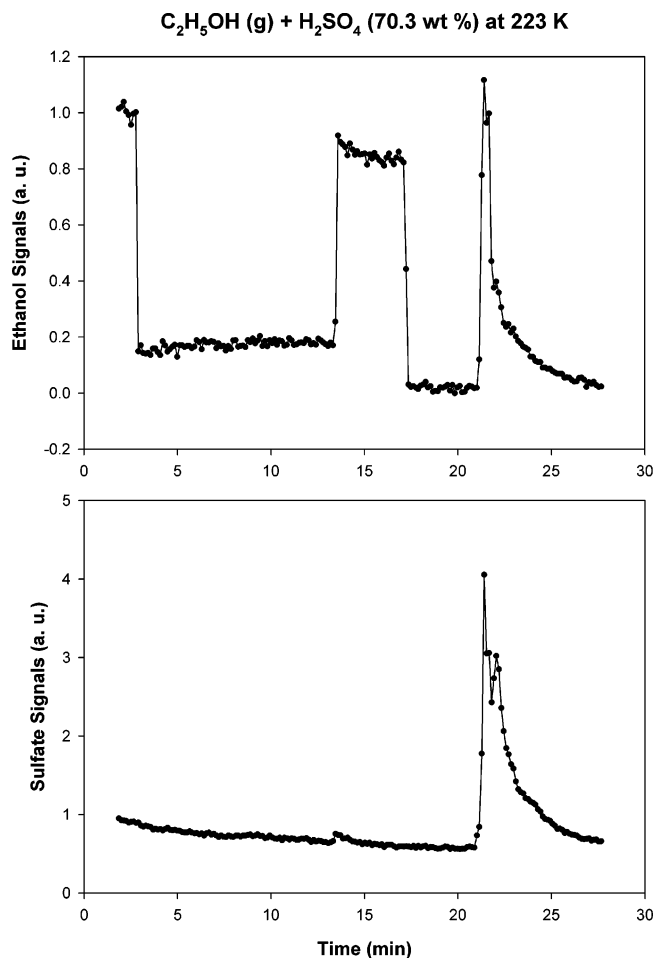 C₂H₅OH (g) + H₂SO₄ (70.3 wt %) at 223 K
Ethanol Signals (a. u.)
1.2
1.0
0.8
0.6
0.4
0.2
0.0
-0.2
0 5 10 15 20 25 30
Sulfate Signals (a. u.)
5
4
3
2
1
0
0 5 10 15 20 25 30
Time (min)